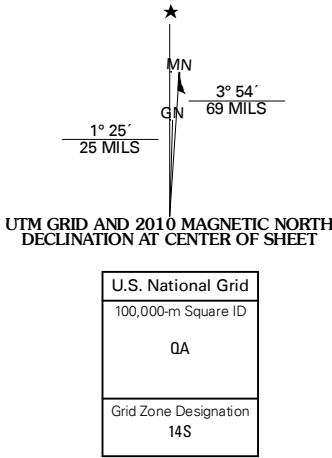 MN
GN
3° 54´
69 MILS
1° 25´
25 MILS
UTM GRID AND 2010 MAGNETIC NORTH
DECLINATION AT CENTER OF SHEET
U.S. National Grid
100,000-m Square ID
QA
Grid Zone Designation
14S